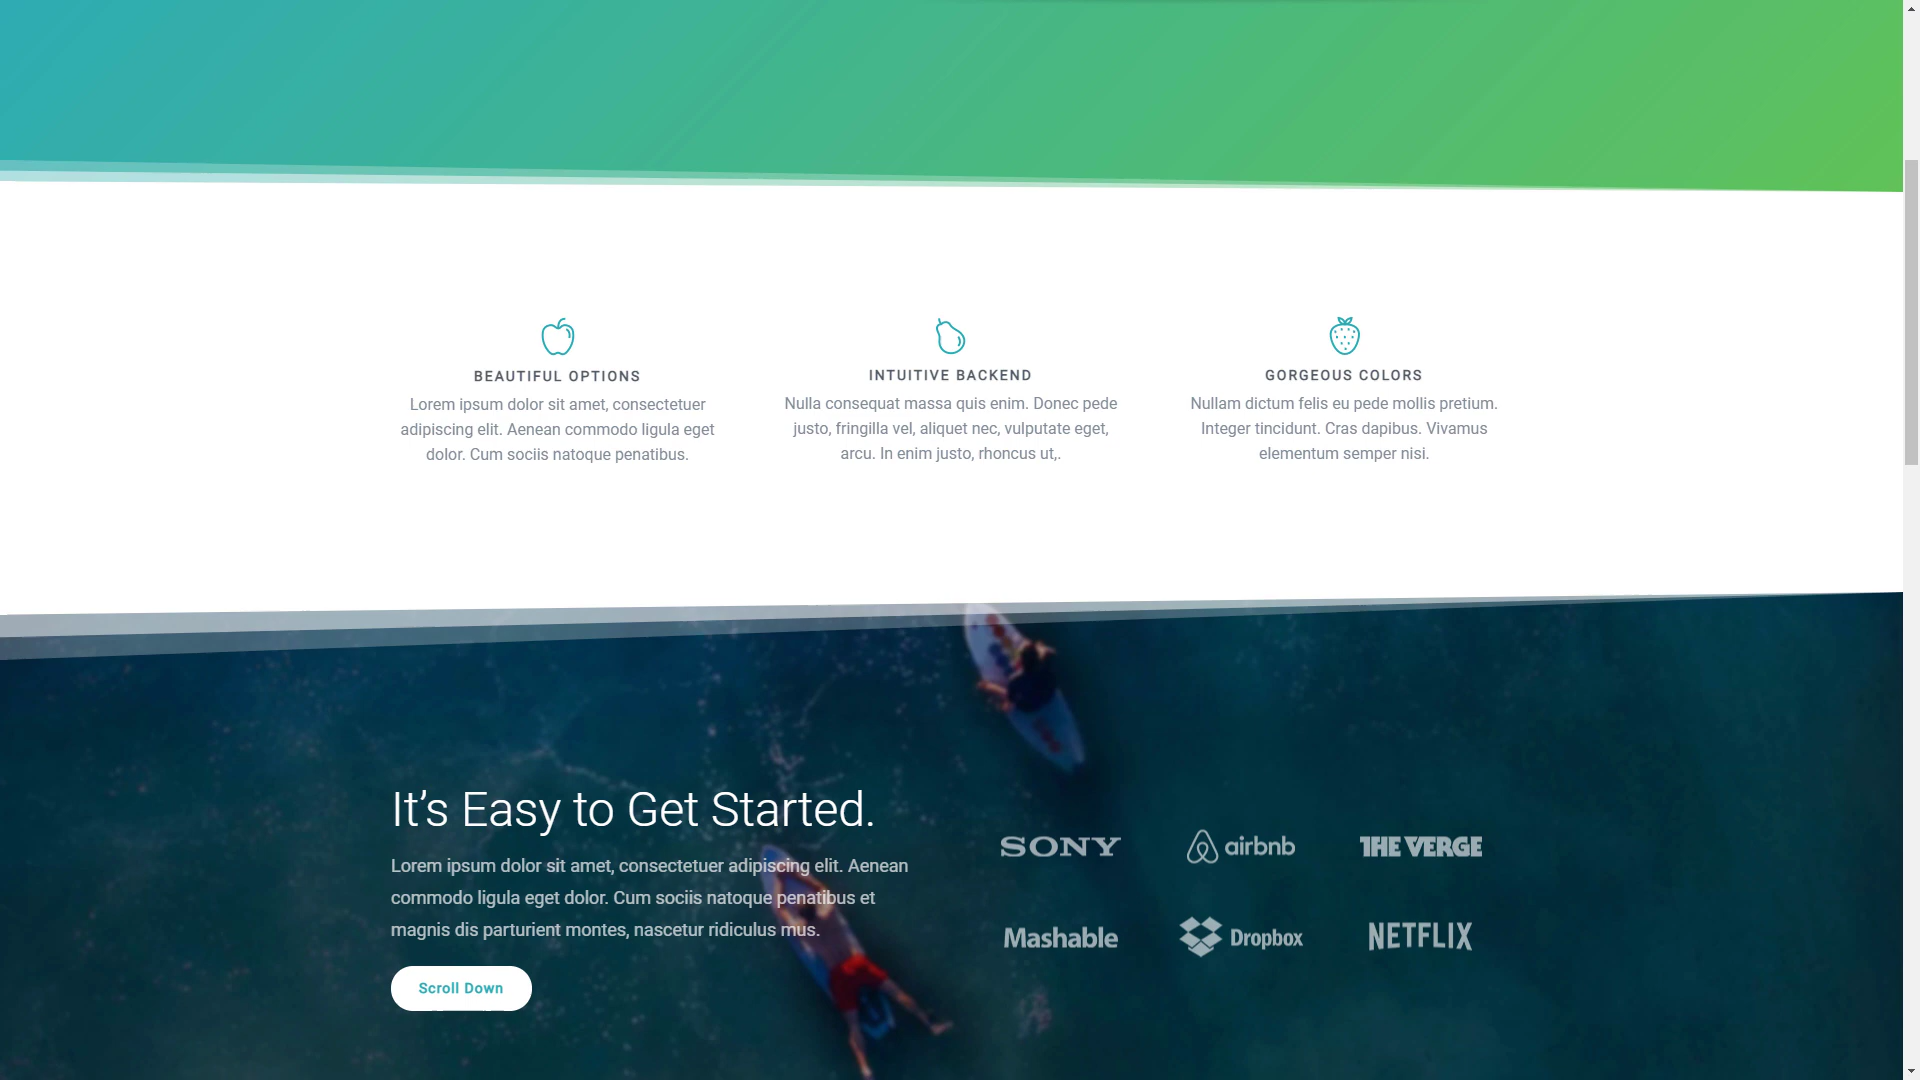 BEAUTIFUL OPTIONS
Lorem ipsum dolor sit amet, consectetuer
adipiscing elit. Aenean commodo ligula eget
dolor. Cum sociis natoque penatibus.
INTUITIVE BACKEND
Nulla consequat massa quis enim. Donec pede
justo, fringilla vel, aliquet nec, vulputate eget,
arcu. In enim justo, rhoncus ut,.
GORGEOUS COLORS
Nullam dictum felis eu pede mollis pretium.
Integer tincidunt. Cras dapibus. Vivamus
elementum semper nisi.
It’s Easy to Get Started.
Lorem ipsum dolor sit amet, consectetuer adipiscing elit. Aenean
commodo ligula eget dolor. Cum sociis natoque penatibus et
magnis dis parturient montes, nascetur ridiculus mus.
Scroll Down
SONY
airbnb
THE VERGE
Mashable
Dropbox
NETFLIX